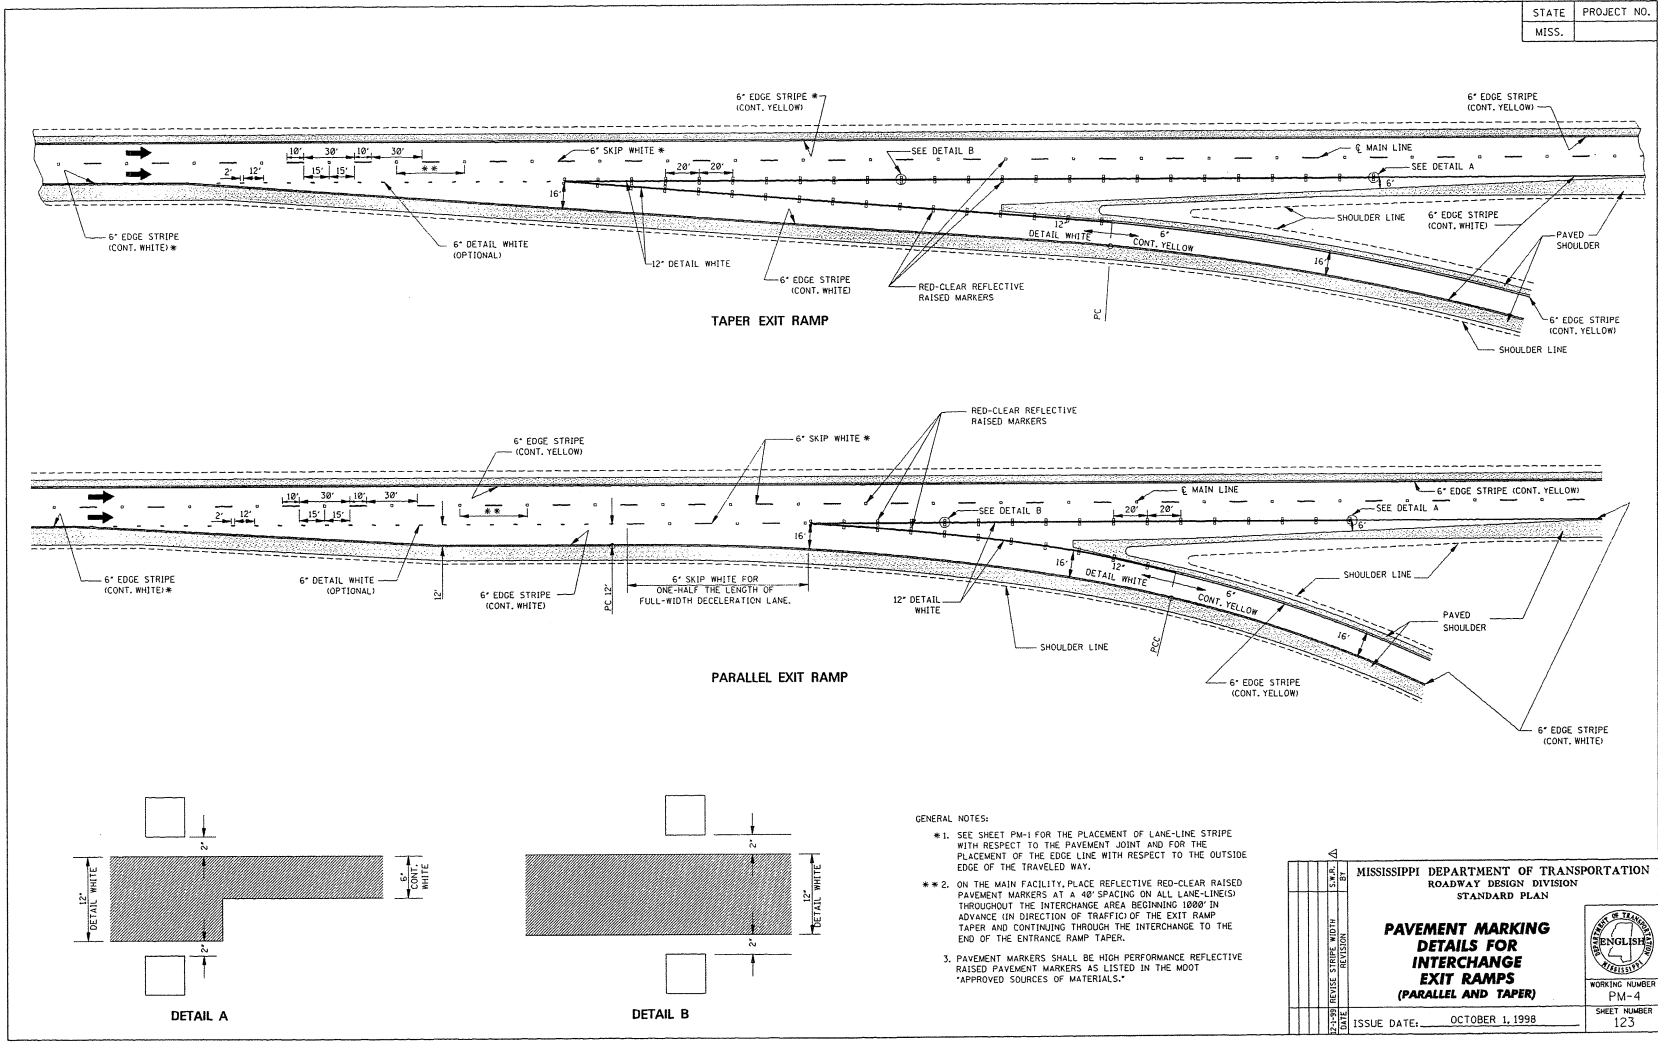 STATE PROJECT NO.
MISS.
6" EDGE STRIPE *
(CONT. YELLOW)
6" EDGE STRIPE
(CONT. YELLOW)
10' 30' 10' 30'
6" SKIP WHITE *
SEE DETAIL B
℄ MAIN LINE
SEE DETAIL A
2' 12' 15' 15' * * 20' 20'
16'
6'
6" EDGE STRIPE
(CONT. WHITE) *
6" DETAIL WHITE
(OPTIONAL)
12" DETAIL WHITE
6" EDGE STRIPE
(CONT. WHITE)
RED-CLEAR REFLECTIVE
RAISED MARKERS
12"
DETAIL WHITE
6"
CONT. YELLOW
PC
SHOULDER LINE
6" EDGE STRIPE
(CONT. WHITE)
PAVED
SHOULDER
16'
6" EDGE STRIPE
(CONT. YELLOW)
SHOULDER LINE
TAPER EXIT RAMP
RED-CLEAR REFLECTIVE
RAISED MARKERS
6" EDGE STRIPE
(CONT. YELLOW)
6" SKIP WHITE *
10' 30' 10' 30'
℄ MAIN LINE
6" EDGE STRIPE (CONT. YELLOW)
2' 12' 15' 15' * *
SEE DETAIL B
20' 20'
SEE DETAIL A
16'
6'
6" EDGE STRIPE
(CONT. WHITE) *
6" DETAIL WHITE
(OPTIONAL)
12'
6" EDGE STRIPE
(CONT. WHITE)
PC 12'
6" SKIP WHITE FOR
ONE-HALF THE LENGTH OF
FULL-WIDTH DECELERATION LANE.
12" DETAIL
WHITE
16'
12"
DETAIL WHITE
6"
CONT. YELLOW
PCC
SHOULDER LINE
SHOULDER LINE
PAVED
SHOULDER
16'
6" EDGE STRIPE
(CONT. YELLOW)
6" EDGE STRIPE
(CONT. WHITE)
PARALLEL EXIT RAMP
2"
12"
DETAIL WHITE
6"
CONT.
WHITE
2"
DETAIL A
2"
12"
DETAIL WHITE
2"
DETAIL B
GENERAL NOTES:
* 1. SEE SHEET PM-1 FOR THE PLACEMENT OF LANE-LINE STRIPE
WITH RESPECT TO THE PAVEMENT JOINT AND FOR THE
PLACEMENT OF THE EDGE LINE WITH RESPECT TO THE OUTSIDE
EDGE OF THE TRAVELED WAY.
* * 2. ON THE MAIN FACILITY, PLACE REFLECTIVE RED-CLEAR RAISED
PAVEMENT MARKERS AT A 40' SPACING ON ALL LANE-LINE(S)
THROUGHOUT THE INTERCHANGE AREA BEGINNING 1000' IN
ADVANCE (IN DIRECTION OF TRAFFIC) OF THE EXIT RAMP
TAPER AND CONTINUING THROUGH THE INTERCHANGE TO THE
END OF THE ENTRANCE RAMP TAPER.
3. PAVEMENT MARKERS SHALL BE HIGH PERFORMANCE REFLECTIVE
RAISED PAVEMENT MARKERS AS LISTED IN THE MDOT
"APPROVED SOURCES OF MATERIALS."
S.W.R. BY
REVISE STRIPE WIDTH REVISION
12-1-99 DATE
MISSISSIPPI DEPARTMENT OF TRANSPORTATION
ROADWAY DESIGN DIVISION
STANDARD PLAN
PAVEMENT MARKING
DETAILS FOR
INTERCHANGE
EXIT RAMPS
(PARALLEL AND TAPER)
DEPARTMENT OF TRANSPORTATION
ENGLISH
MISSISSIPPI
WORKING NUMBER
PM-4
SHEET NUMBER
123
ISSUE DATE: OCTOBER 1, 1998